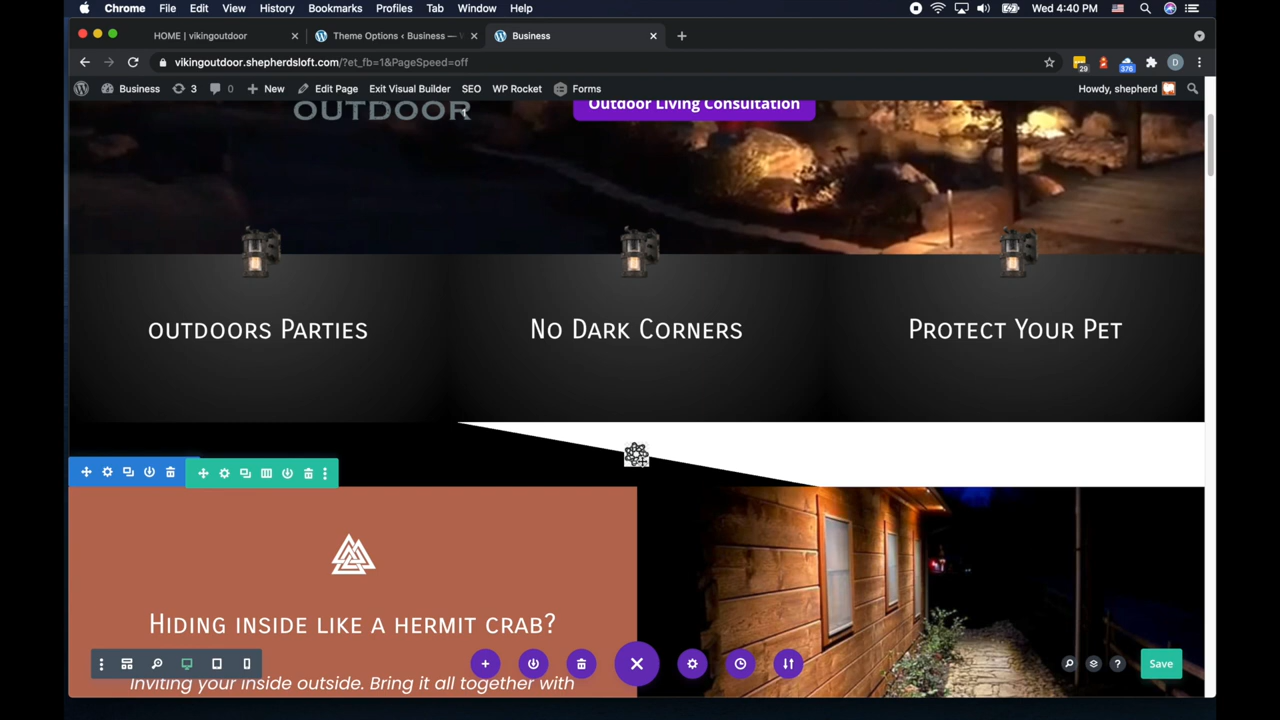 Chrome File Edit View History Bookmarks Profiles Tab Window Help Wed 4:40 PM
HOME | vikingoutdoor Theme Options ‹ Business — Business
vikingoutdoor.shepherdsloft.com/?et_fb=1&PageSpeed=off 29 376 D
Business 3 0 New Edit Page Exit Visual Builder SEO WP Rocket Forms Howdy, shepherd
OUTDOOR Outdoor Living Consultation
outdoors Parties No Dark Corners Protect Your Pet
Hiding inside like a hermit crab?
Save
Inviting your inside outside. Bring it all together with